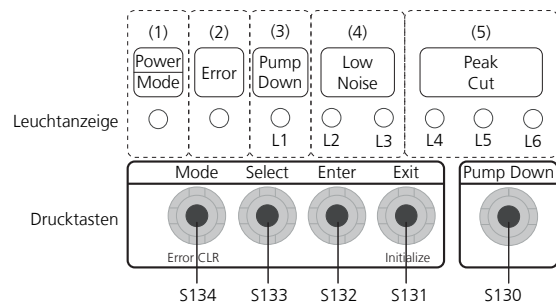 (1) (2) (3) (4) (5)
Power Mode Error Pump Down Low Noise Peak Cut
Leuchtanzeige
L1 L2 L3 L4 L5 L6
Mode Select Enter Exit Pump Down
Drucktasten
Error CLR Initialize
S134 S133 S132 S131 S130